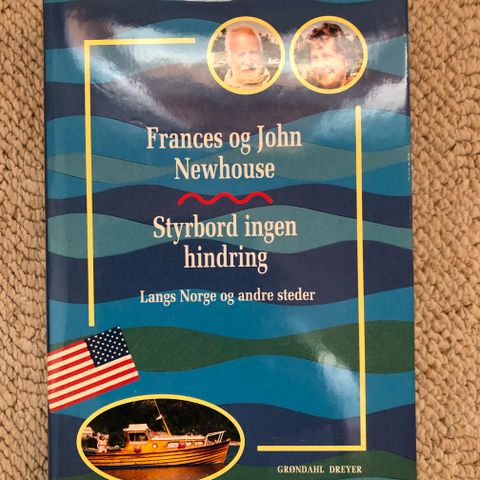 Frances og John
Newhouse
Styrbord ingen
hindring
Langs Norge og andre steder
GRØNDAHL DREYER